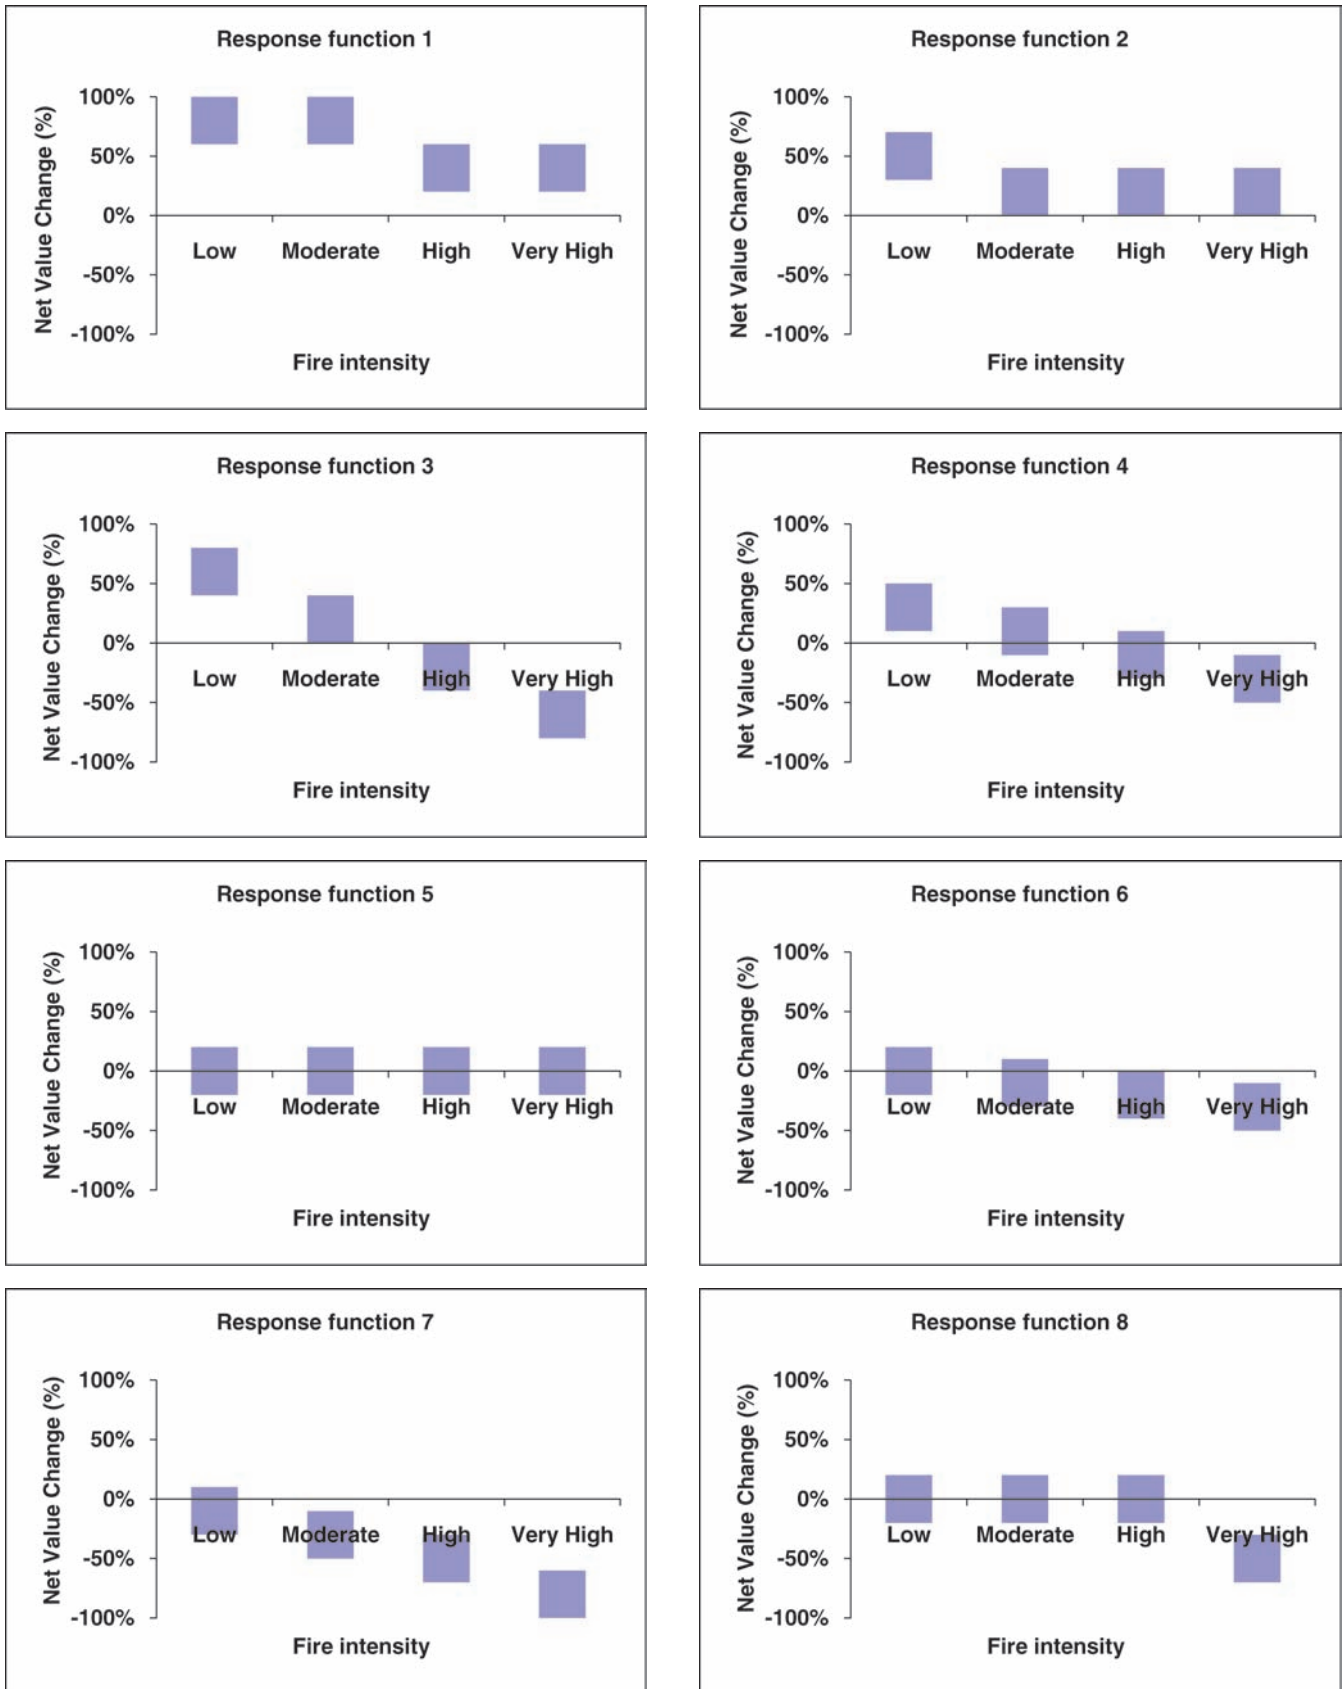 Response function 1
Net Value Change (%)
100%
50%
0%
-50%
-100%
Low Moderate High Very High
Fire intensity
Response function 2
Net Value Change (%)
100%
50%
0%
-50%
-100%
Low Moderate High Very High
Fire intensity
Response function 3
Net Value Change (%)
100%
50%
0%
-50%
-100%
Low Moderate High Very High
Fire intensity
Response function 4
Net Value Change (%)
100%
50%
0%
-50%
-100%
Low Moderate High Very High
Fire intensity
Response function 5
Net Value Change (%)
100%
50%
0%
-50%
-100%
Low Moderate High Very High
Fire intensity
Response function 6
Net Value Change (%)
100%
50%
0%
-50%
-100%
Low Moderate High Very High
Fire intensity
Response function 7
Net Value Change (%)
100%
50%
0%
-50%
-100%
Low Moderate High Very High
Fire intensity
Response function 8
Net Value Change (%)
100%
50%
0%
-50%
-100%
Low Moderate High Very High
Fire intensity